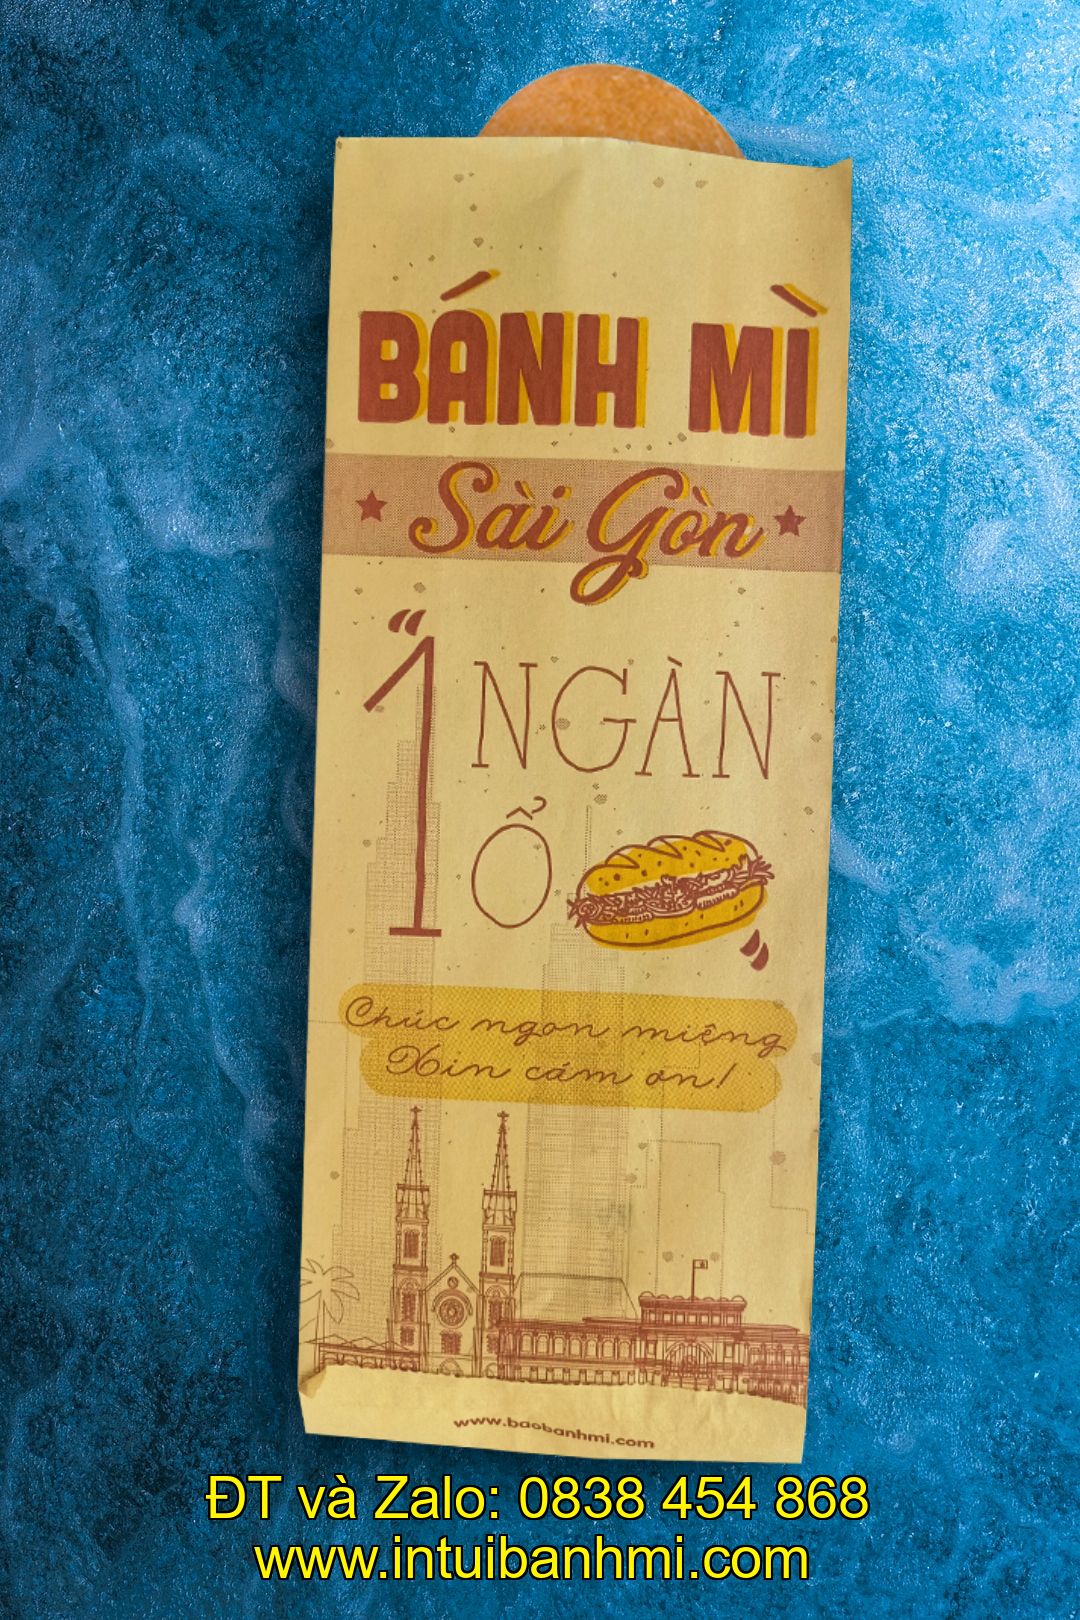 BÁNH MÌ
Sài Gòn
"1 NGÀN
Ổ "
Chúc ngon miệng
Xin cám ơn!
www.baobanhmi.com
ĐT và Zalo: 0838 454 868
www.intuibanhmi.com